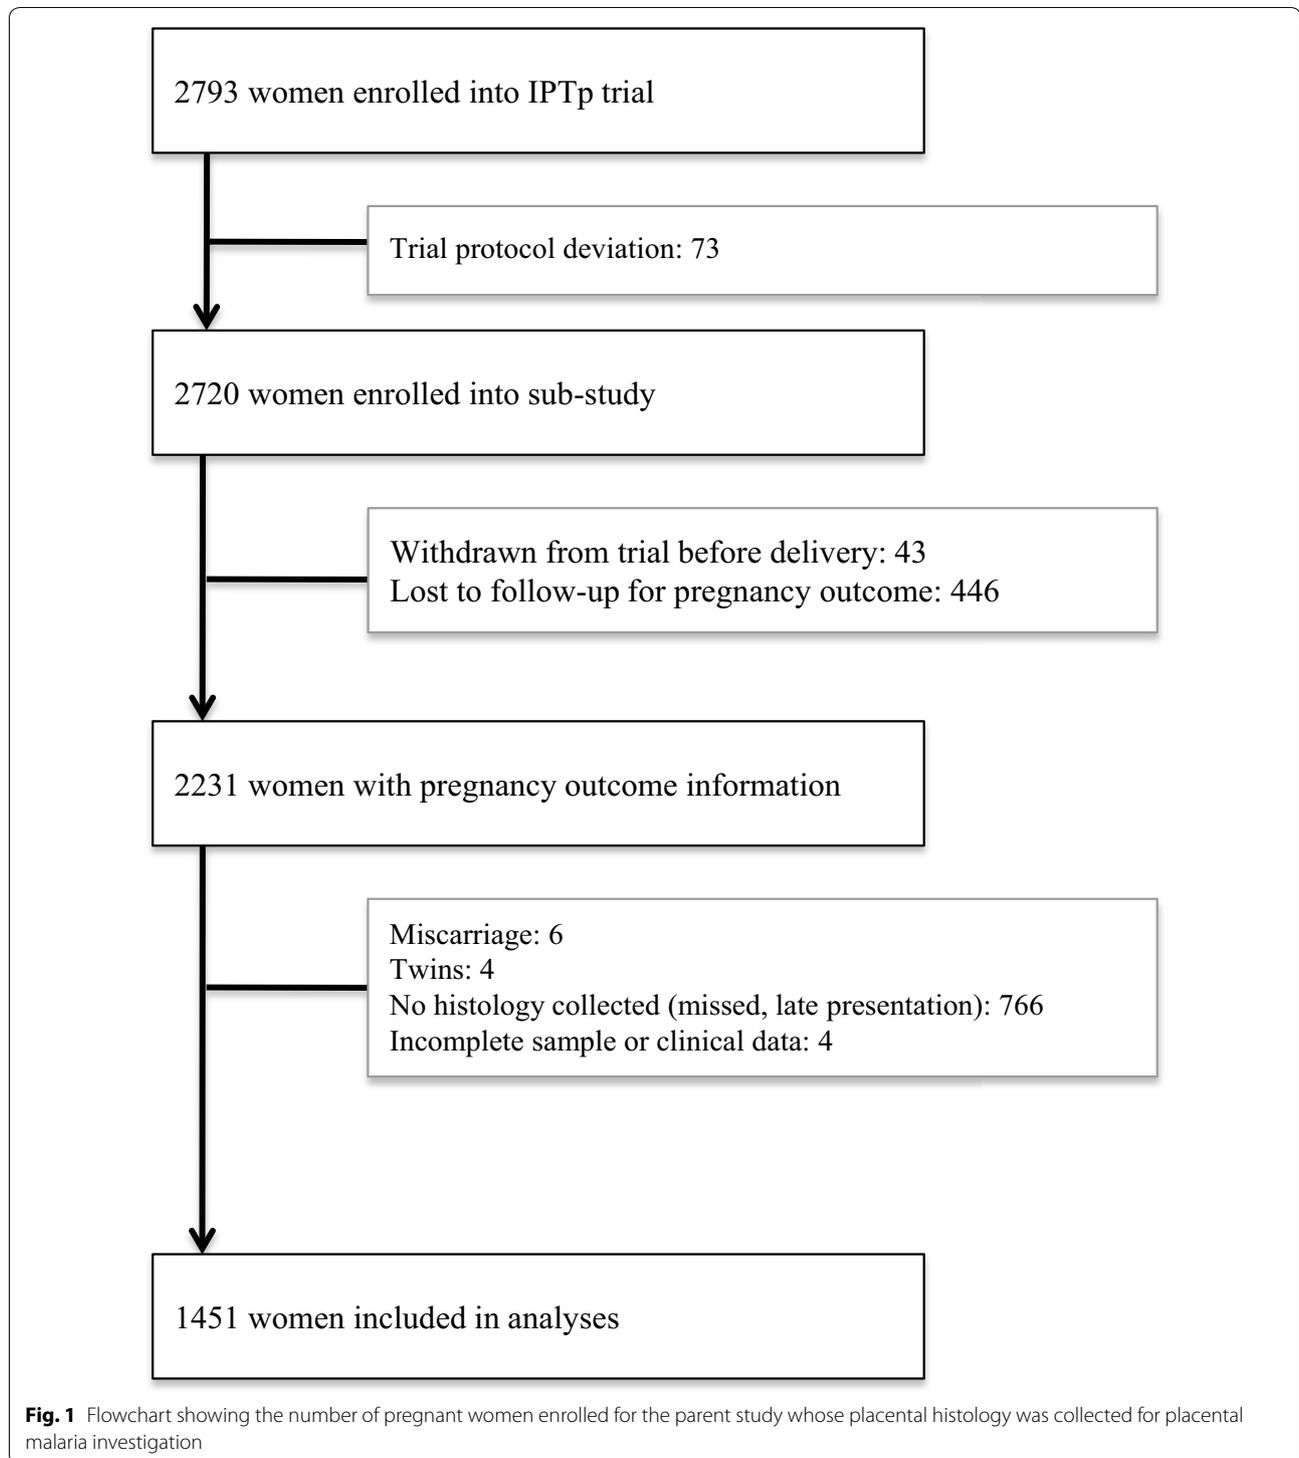 2793 women enrolled into IPTp trial
Trial protocol deviation: 73
2720 women enrolled into sub-study
Withdrawn from trial before delivery: 43
Lost to follow-up for pregnancy outcome: 446
2231 women with pregnancy outcome information
Miscarriage: 6
Twins: 4
No histology collected (missed, late presentation): 766
Incomplete sample or clinical data: 4
1451 women included in analyses
Fig. 1 Flowchart showing the number of pregnant women enrolled for the parent study whose placental histology was collected for placental
malaria investigation